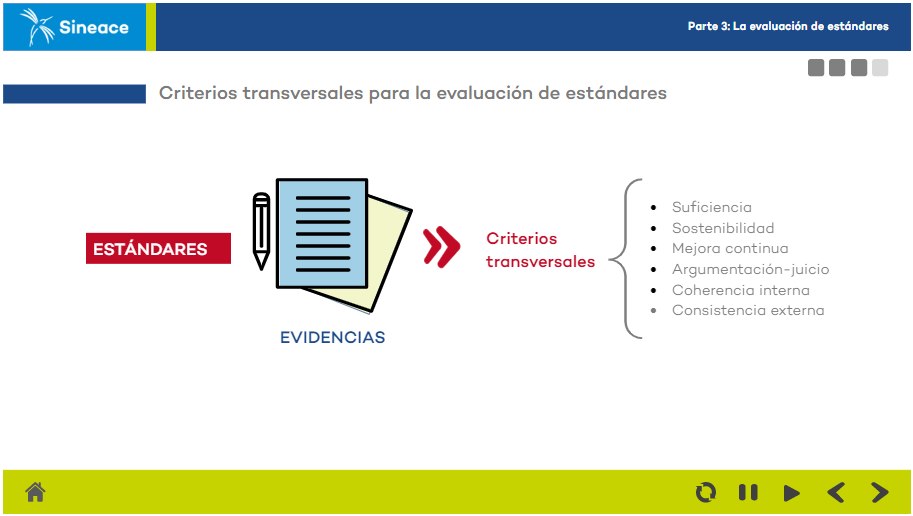 Sineace
Parte 3: La evaluación de estándares
Criterios transversales para la evaluación de estándares
ESTÁNDARES
EVIDENCIAS
Criterios
transversales
• Suficiencia
• Sostenibilidad
• Mejora continua
• Argumentación-juicio
• Coherencia interna
• Consistencia externa